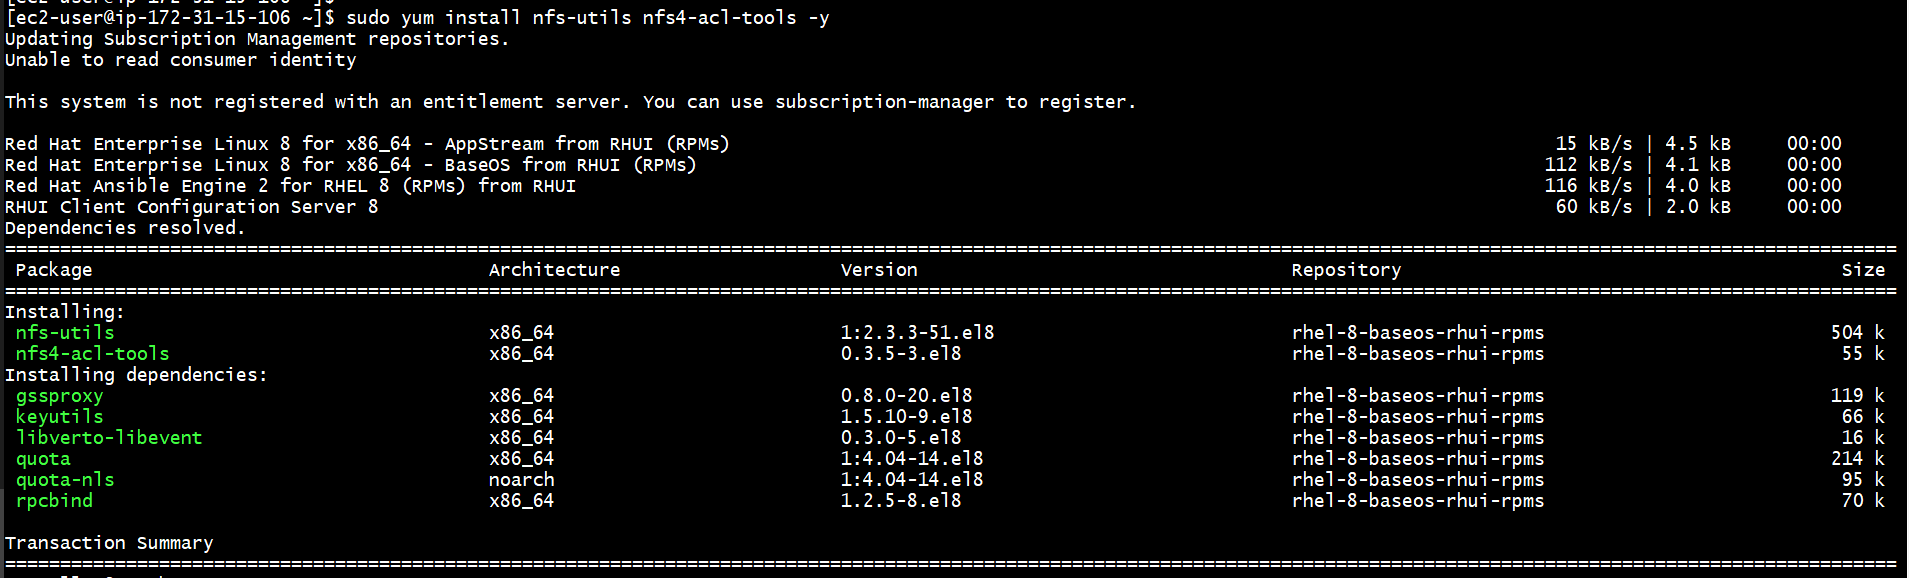 [ec2-user@ip-172-31-15-106 ~]$
[ec2-user@ip-172-31-15-106 ~]$ sudo yum install nfs-utils nfs4-acl-tools -y
Updating Subscription Management repositories.
Unable to read consumer identity
This system is not registered with an entitlement server. You can use subscription-manager to register.
Red Hat Enterprise Linux 8 for x86_64 - AppStream from RHUI (RPMs) 15 kB/s | 4.5 kB 00:00
Red Hat Enterprise Linux 8 for x86_64 - BaseOS from RHUI (RPMs) 112 kB/s | 4.1 kB 00:00
Red Hat Ansible Engine 2 for RHEL 8 (RPMs) from RHUI 116 kB/s | 4.0 kB 00:00
RHUI Client Configuration Server 8 60 kB/s | 2.0 kB 00:00
Dependencies resolved.
Package Architecture Version Repository Size
Installing:
nfs-utils x86_64 1:2.3.3-51.el8 rhel-8-baseos-rhui-rpms 504 k
nfs4-acl-tools x86_64 0.3.5-3.el8 rhel-8-baseos-rhui-rpms 55 k
Installing dependencies:
gssproxy x86_64 0.8.0-20.el8 rhel-8-baseos-rhui-rpms 119 k
keyutils x86_64 1.5.10-9.el8 rhel-8-baseos-rhui-rpms 66 k
libverto-libevent x86_64 0.3.0-5.el8 rhel-8-baseos-rhui-rpms 16 k
quota x86_64 1:4.04-14.el8 rhel-8-baseos-rhui-rpms 214 k
quota-nls noarch 1:4.04-14.el8 rhel-8-baseos-rhui-rpms 95 k
rpcbind x86_64 1.2.5-8.el8 rhel-8-baseos-rhui-rpms 70 k
Transaction Summary